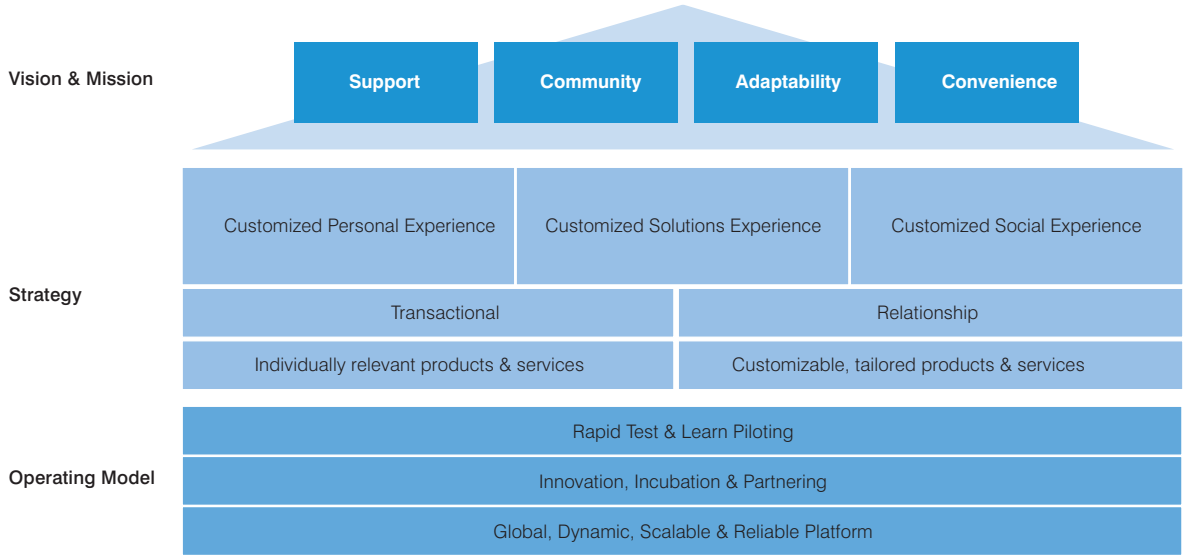 Vision & Mission
Support
Community
Adaptability
Convenience
Customized Personal Experience
Customized Solutions Experience
Customized Social Experience
Strategy
Transactional
Relationship
Individually relevant products & services
Customizable, tailored products & services
Rapid Test & Learn Piloting
Operating Model
Innovation, Incubation & Partnering
Global, Dynamic, Scalable & Reliable Platform